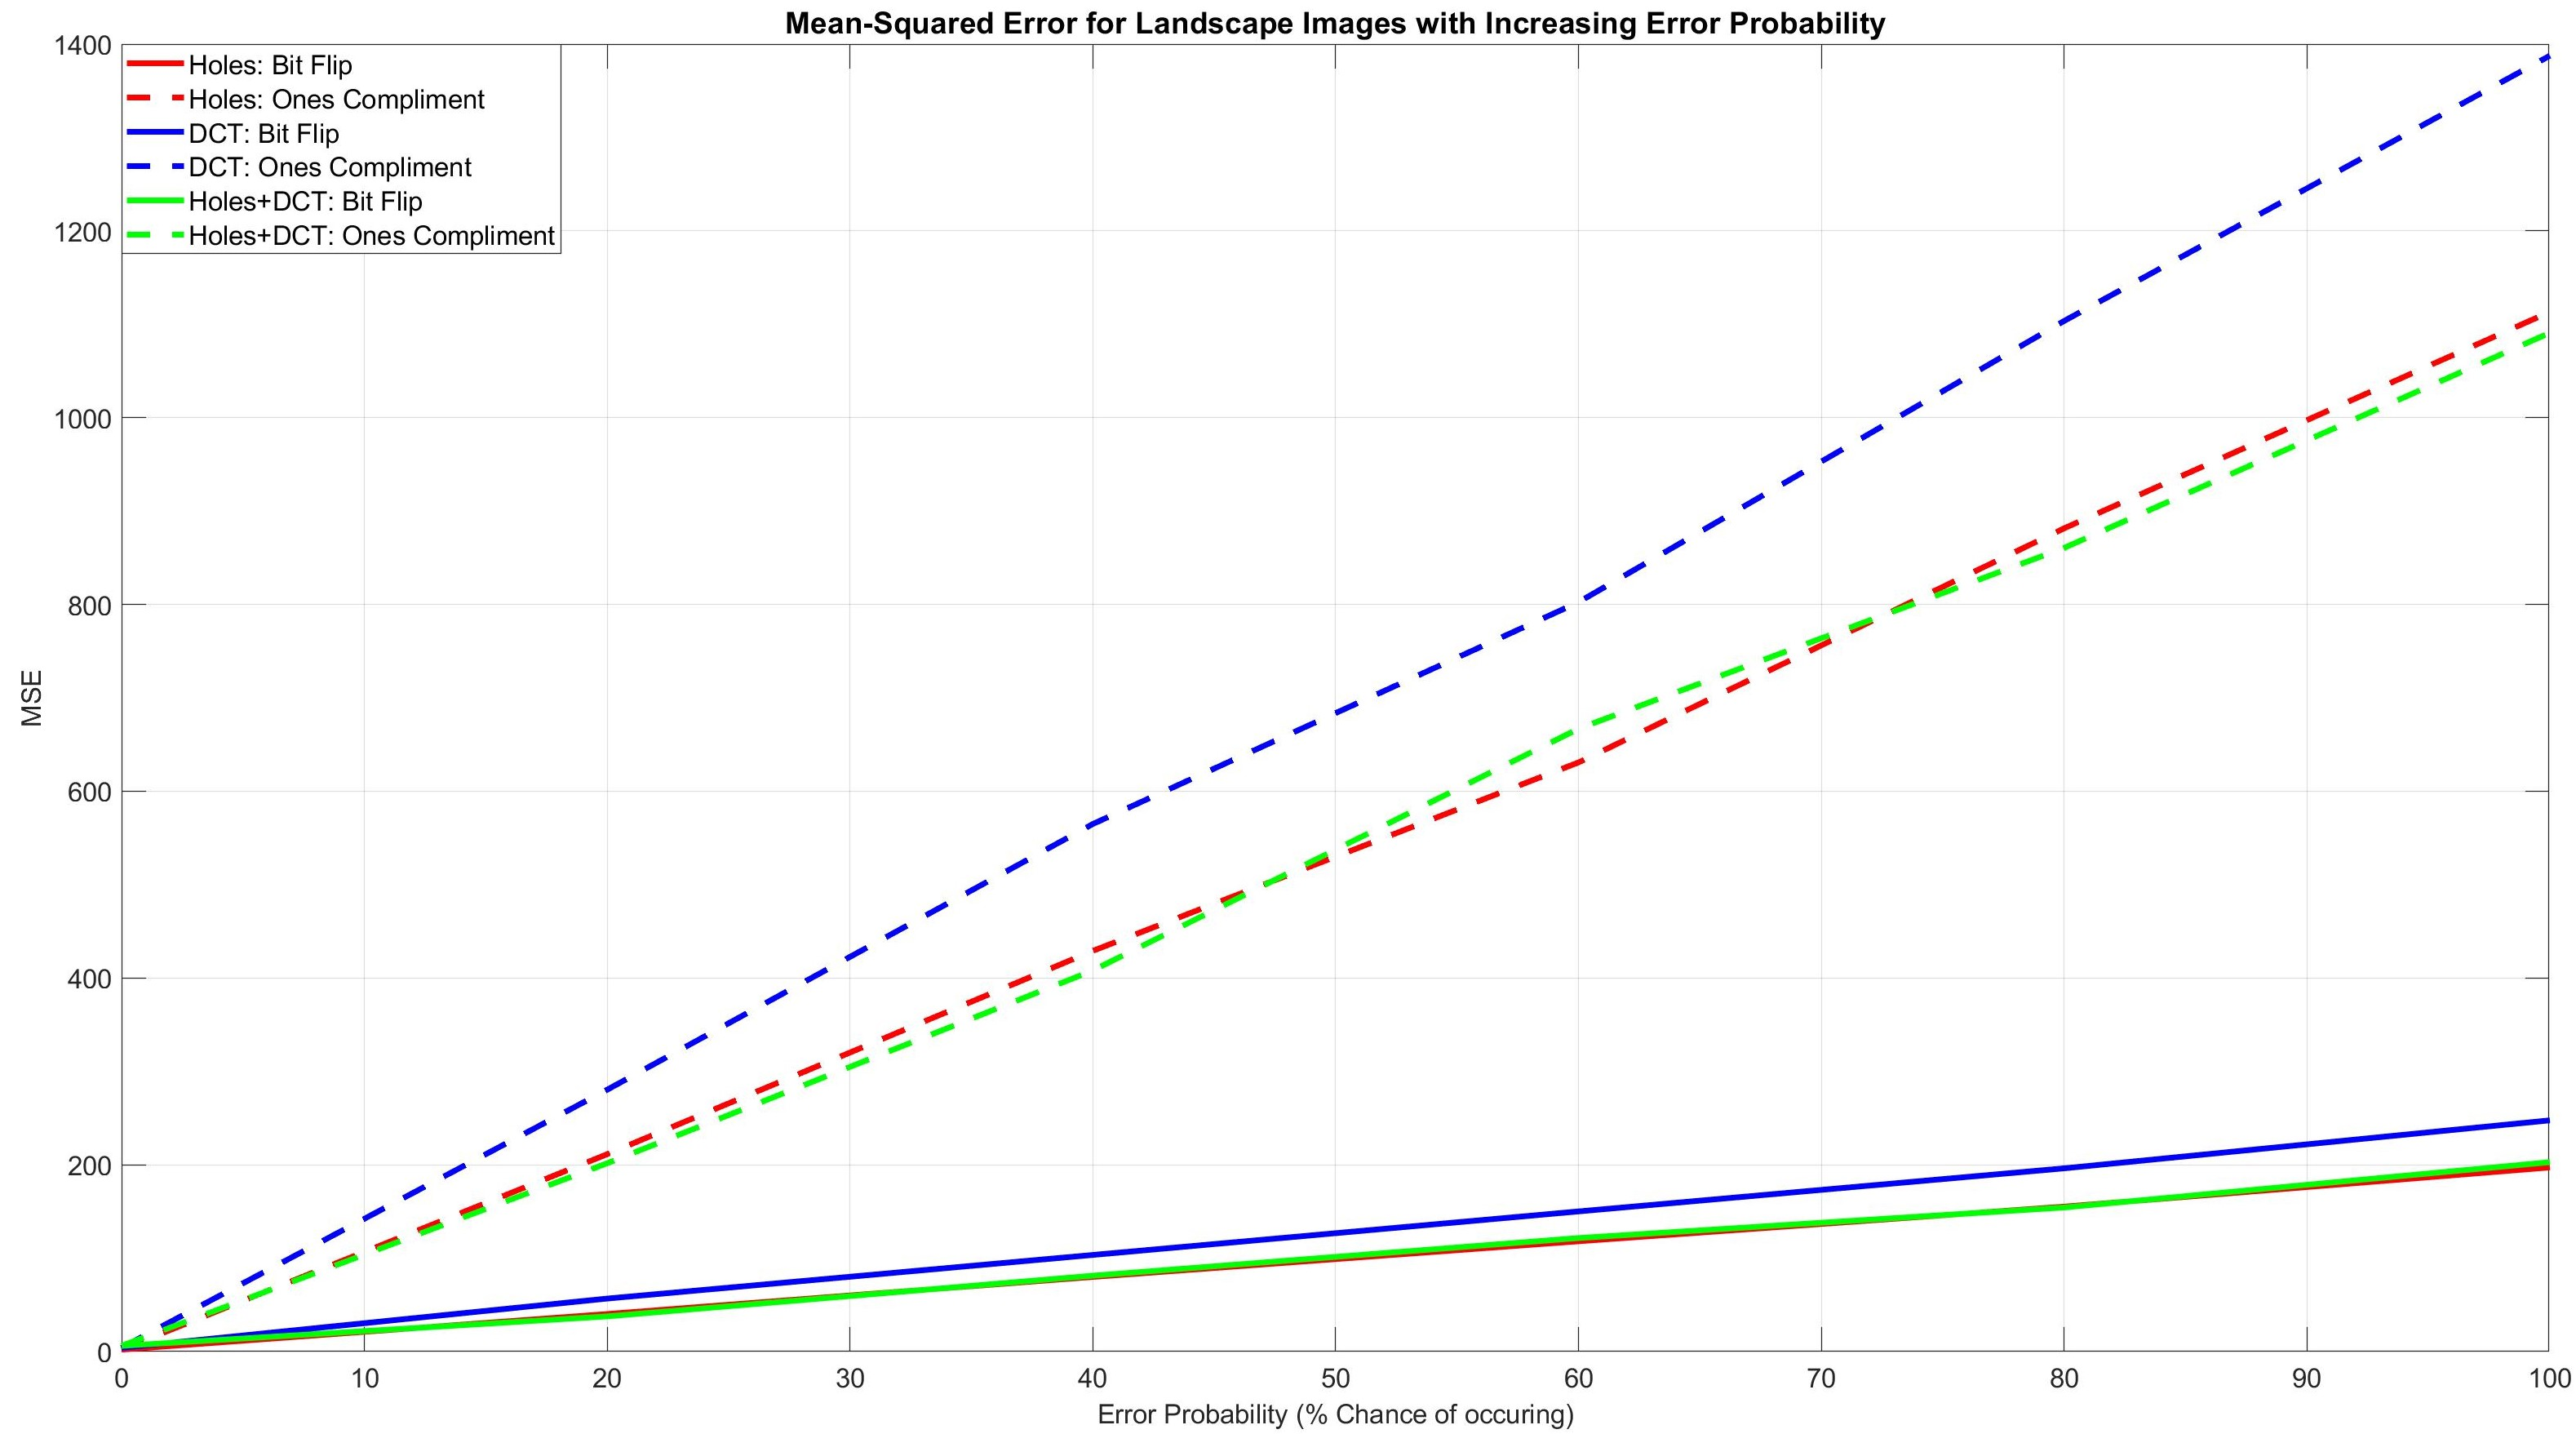 Mean-Squared Error for Landscape Images with Increasing Error Probability
1400
Holes: Bit Flip
Holes: Ones Compliment
DCT: Bit Flip
DCT: Ones Compliment
Holes+DCT: Bit Flip
Holes+DCT: Ones Compliment
1200
1000
800
MSE
600
400
200
0
0 10 20 30 40 50 60 70 80 90 100
Error Probability (% Chance of occuring)